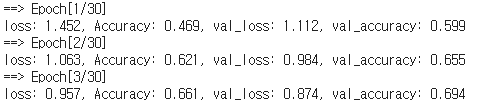 ==> Epoch[1/30]
loss: 1.452, Accuracy: 0.469, val_loss: 1.112, val_accuracy: 0.599
==> Epoch[2/30]
loss: 1.063, Accuracy: 0.621, val_loss: 0.984, val_accuracy: 0.655
==> Epoch[3/30]
loss: 0.957, Accuracy: 0.661, val_loss: 0.874, val_accuracy: 0.694